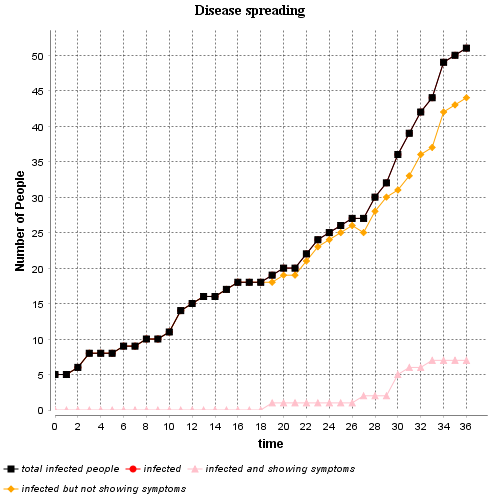 Disease spreading
Number of People
50
45
40
35
30
25
20
15
10
5
0
0 2 4 6 8 10 12 14 16 18 20 22 24 26 28 30 32 34 36
time
total infected people infected infected and showing symptoms
infected but not showing symptoms